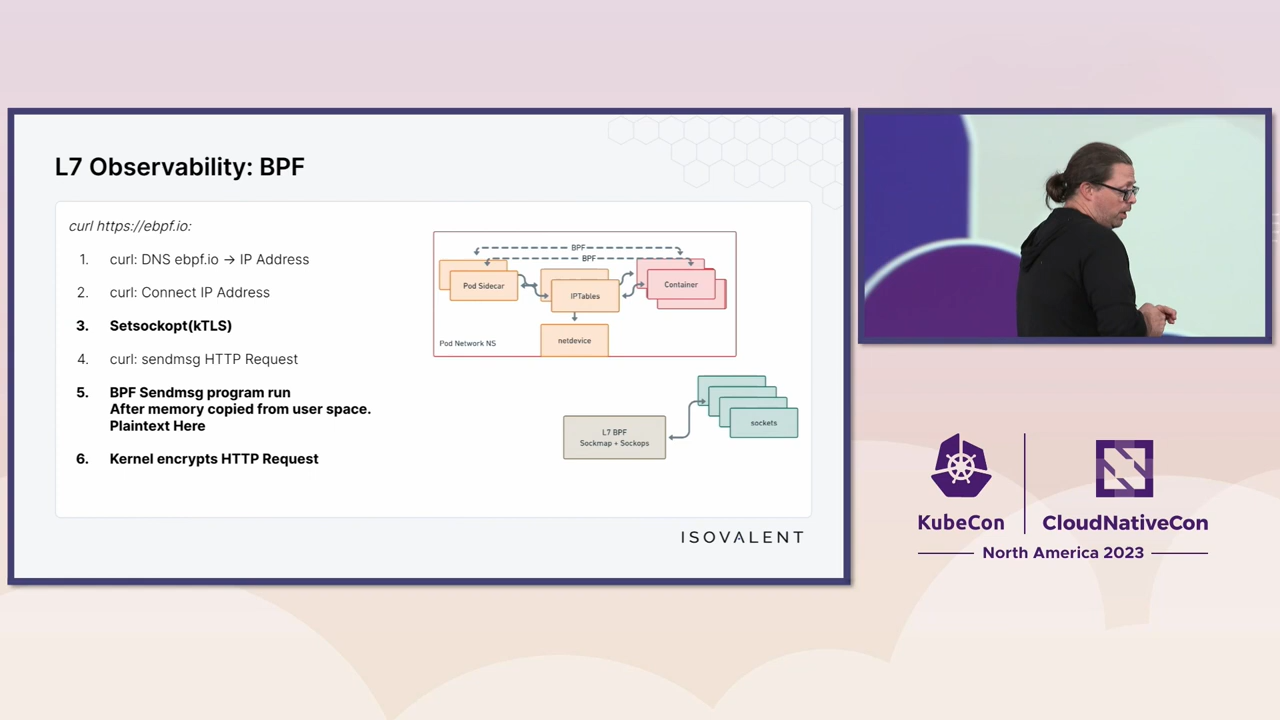 L7 Observability: BPF
curl https://ebpf.io:
1. curl: DNS ebpf.io → IP Address
2. curl: Connect IP Address
3. Setsockopt(kTLS)
4. curl: sendmsg HTTP Request
5. BPF Sendmsg program run
After memory copied from user space.
Plaintext Here
6. Kernel encrypts HTTP Request
BPF
BPF
Pod Sidecar
IPTables
Container
Pod Network NS
netdevice
L7 BPF
Sockmap + Sockops
sockets
ISOVALENT
KubeCon
CloudNativeCon
North America 2023